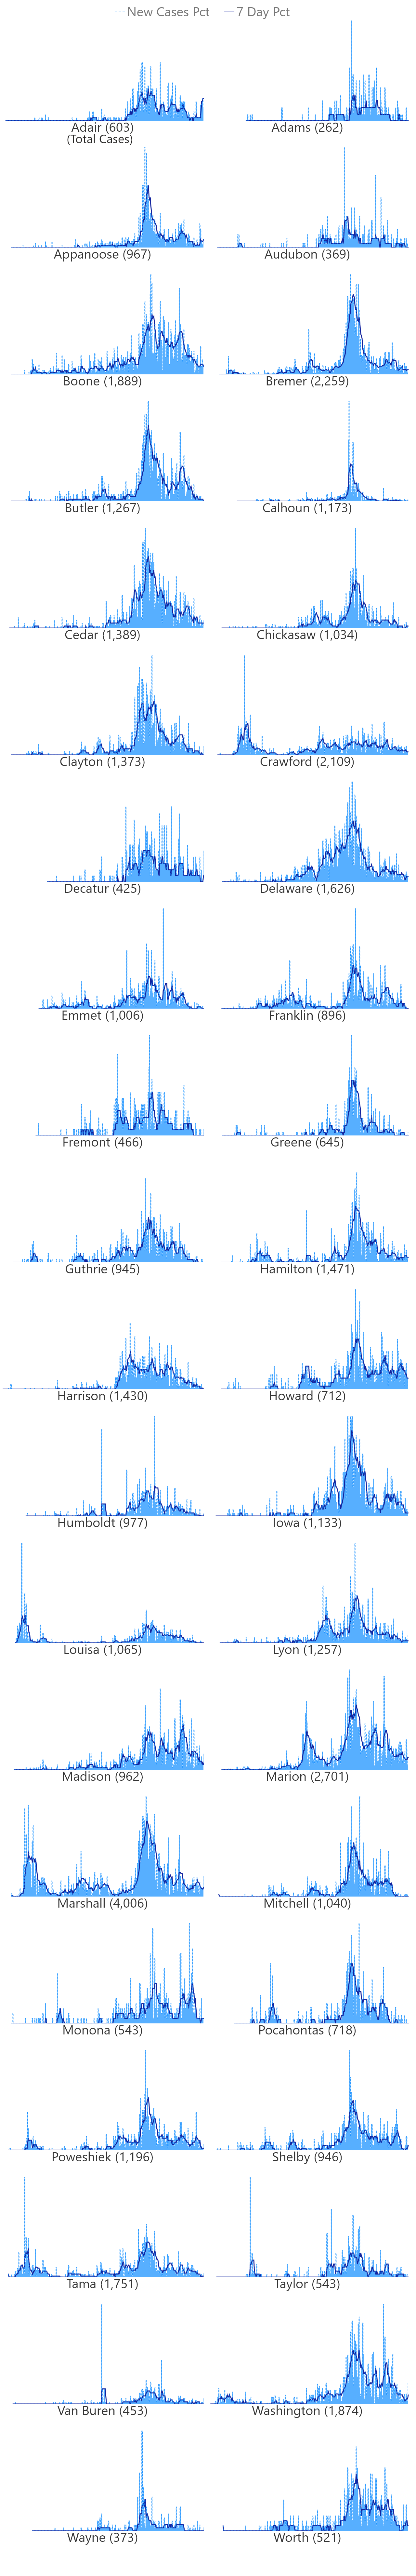 New Cases Pct 7 Day Pct
Adair (603) Adams (262)
(Total Cases)
Appanoose (967) Audubon (369)
Boone (1,889) Bremer (2,259)
Butler (1,267) Calhoun (1,173)
Cedar (1,389) Chickasaw (1,034)
Clayton (1,373) Crawford (2,109)
Decatur (425) Delaware (1,626)
Emmet (1,006) Franklin (896)
Fremont (466) Greene (645)
Guthrie (945) Hamilton (1,471)
Harrison (1,430) Howard (712)
Humboldt (977) Iowa (1,133)
Louisa (1,065) Lyon (1,257)
Madison (962) Marion (2,701)
Marshall (4,006) Mitchell (1,040)
Monona (543) Pocahontas (718)
Poweshiek (1,196) Shelby (946)
Tama (1,751) Taylor (543)
Van Buren (453) Washington (1,874)
Wayne (373) Worth (521)